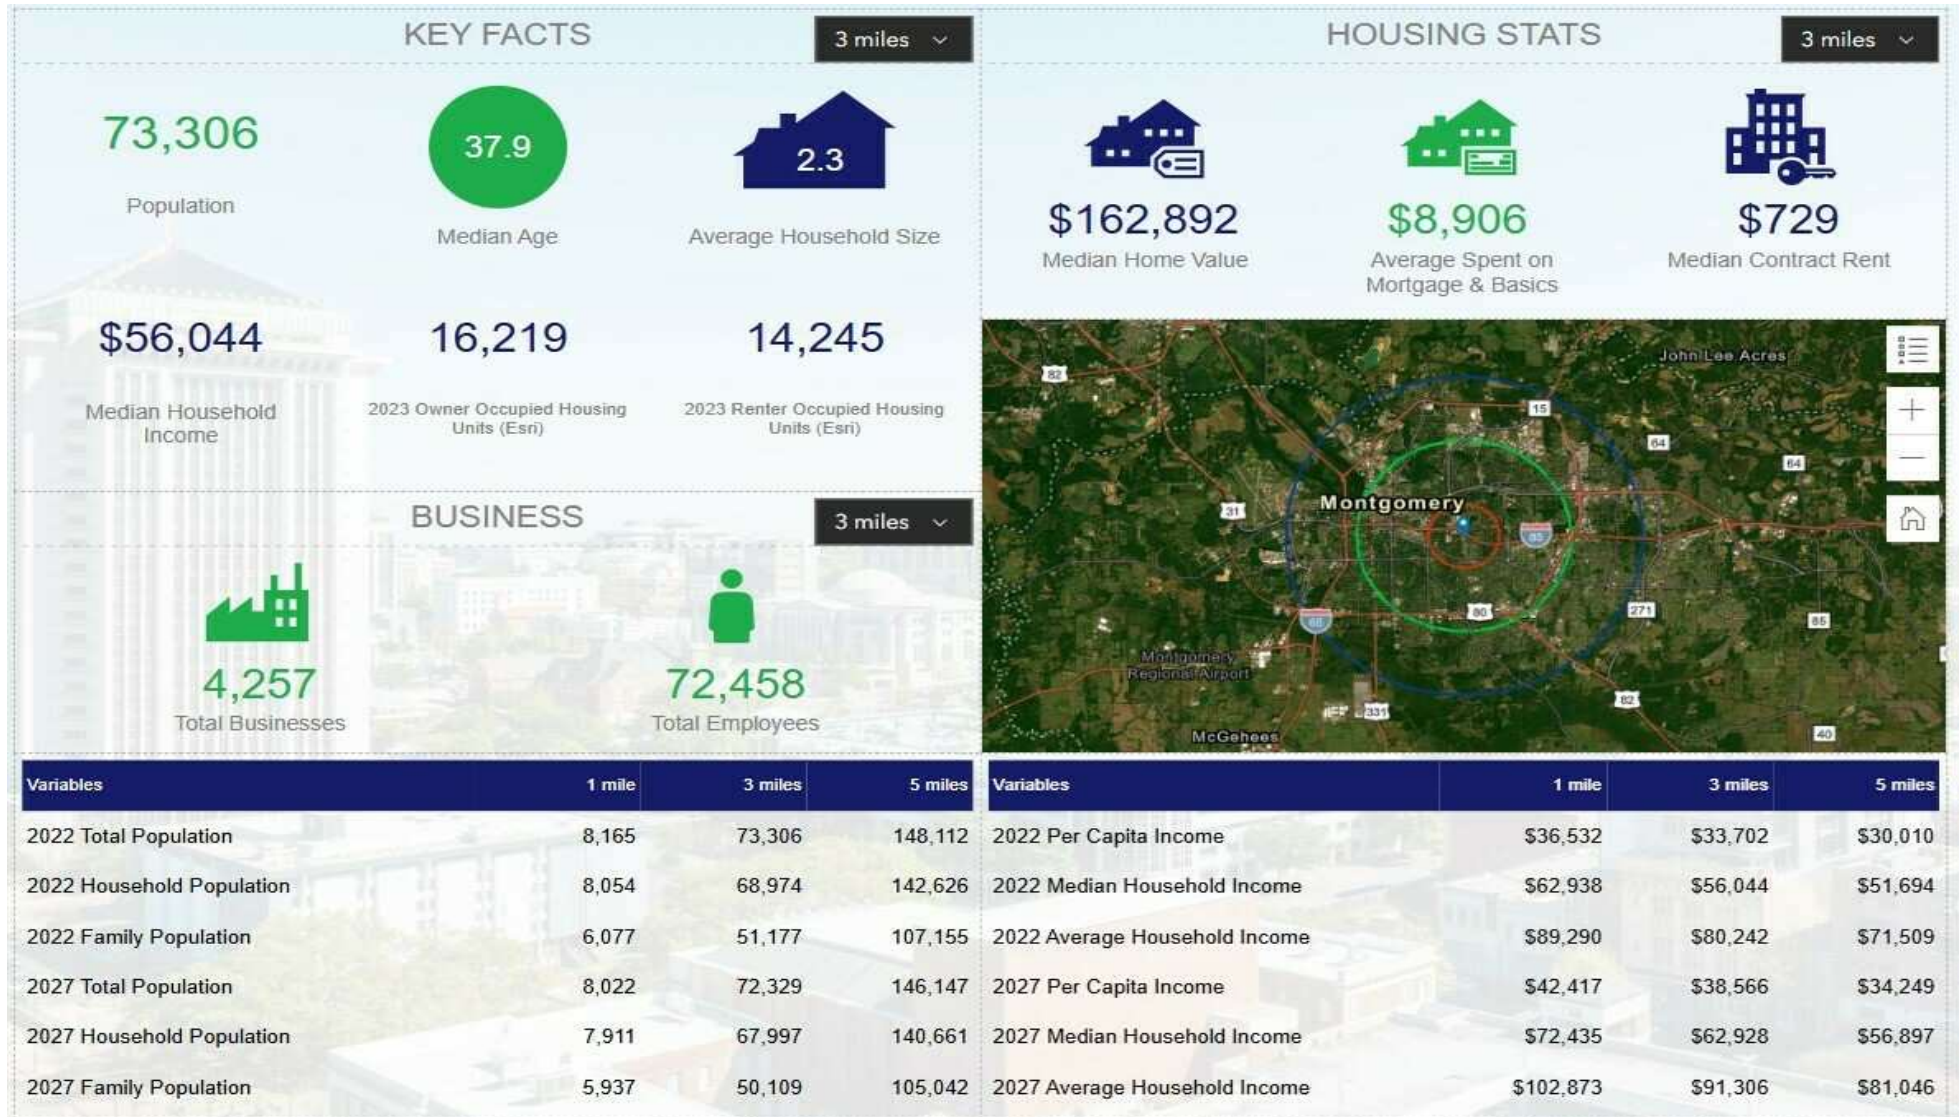 KEY FACTS
3 miles
73,306
Population
37.9
Median Age
2.3
Average Household Size
$56,044
Median Household
Income
16,219
2023 Owner Occupied Housing
Units (Esri)
14,245
2023 Renter Occupied Housing
Units (Esri)
BUSINESS
3 miles
4,257
Total Businesses
72,458
Total Employees
HOUSING STATS
3 miles
$162,892
Median Home Value
$8,906
Average Spent on
Mortgage & Basics
$729
Median Contract Rent
John Lee Acres
82
15
64
64
Montgomery
31
85
80
271
65
85
Montgomery
Regional Airport
82
331
McGehees
40
Variables 1 mile 3 miles 5 miles
2022 Total Population 8,165 73,306 148,112
2022 Household Population 8,054 68,974 142,626
2022 Family Population 6,077 51,177 107,155
2027 Total Population 8,022 72,329 146,147
2027 Household Population 7,911 67,997 140,661
2027 Family Population 5,937 50,109 105,042
Variables 1 mile 3 miles 5 miles
2022 Per Capita Income $36,532 $33,702 $30,010
2022 Median Household Income $62,938 $56,044 $51,694
2022 Average Household Income $89,290 $80,242 $71,509
2027 Per Capita Income $42,417 $38,566 $34,249
2027 Median Household Income $72,435 $62,928 $56,897
2027 Average Household Income $102,873 $91,306 $81,046